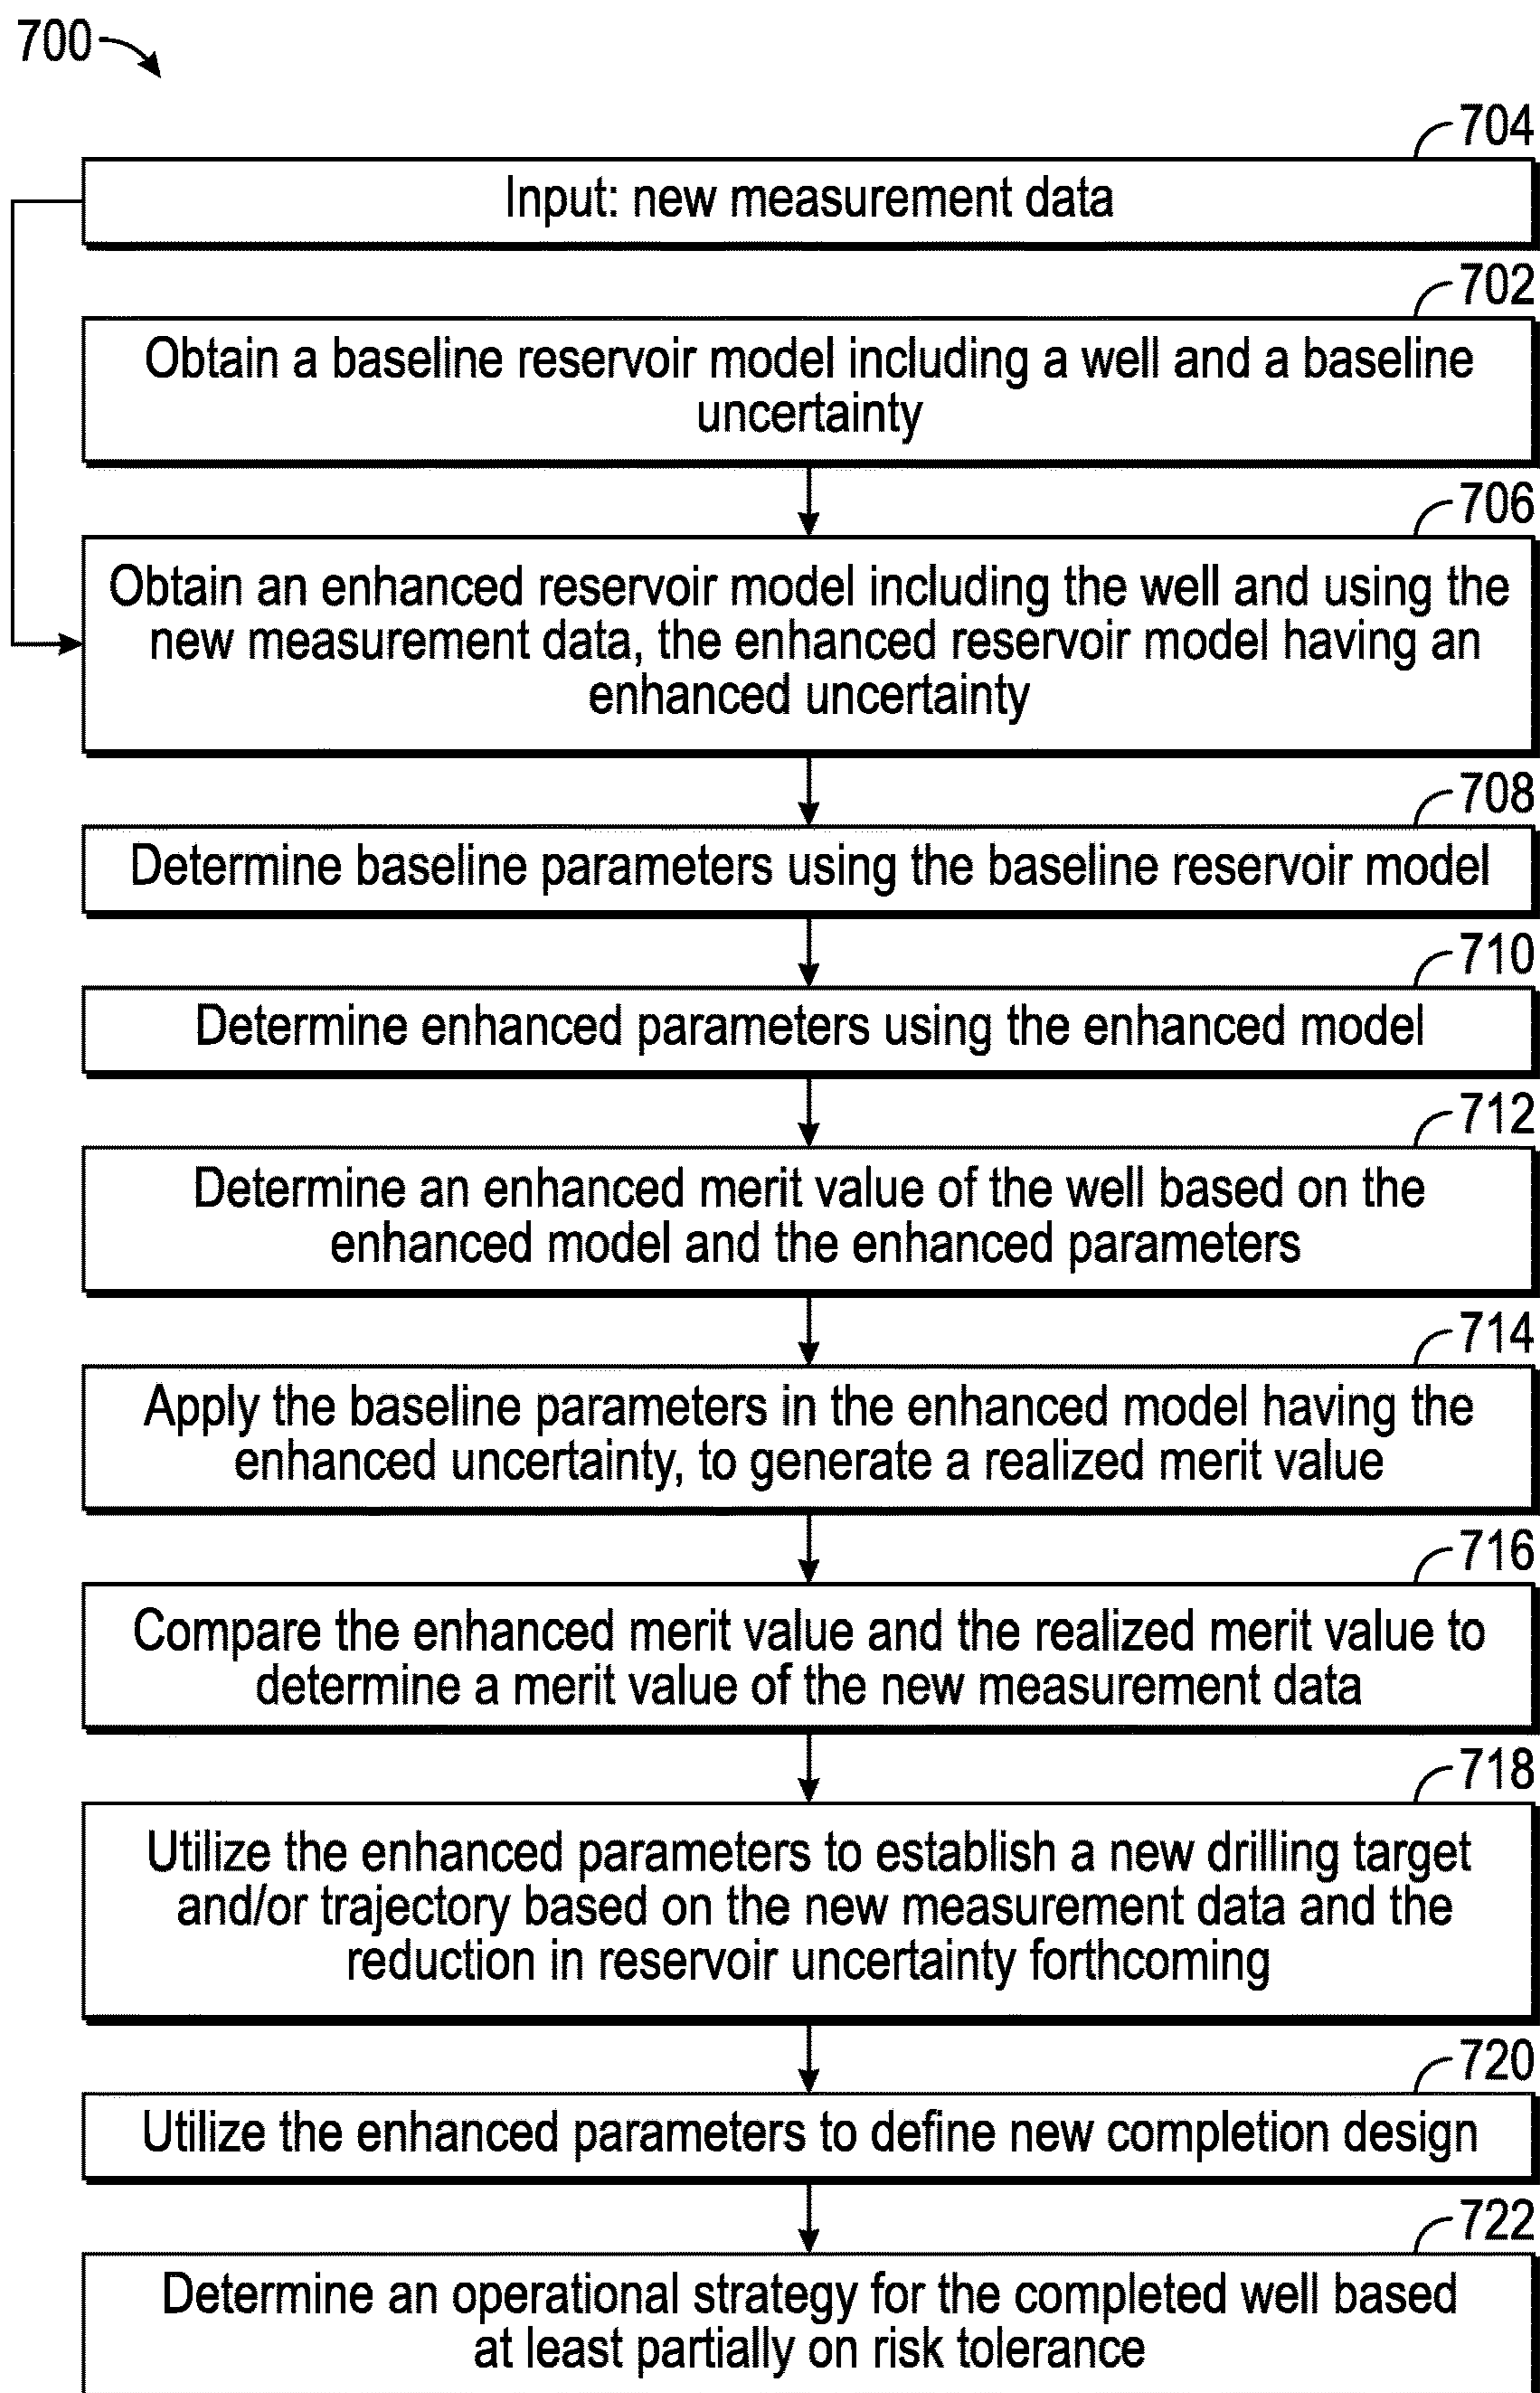 700
704
Input: new measurement data
702
Obtain a baseline reservoir model including a well and a baseline
uncertainty
706
Obtain an enhanced reservoir model including the well and using the
new measurement data, the enhanced reservoir model having an
enhanced uncertainty
708
Determine baseline parameters using the baseline reservoir model
710
Determine enhanced parameters using the enhanced model
712
Determine an enhanced merit value of the well based on the
enhanced model and the enhanced parameters
714
Apply the baseline parameters in the enhanced model having the
enhanced uncertainty, to generate a realized merit value
716
Compare the enhanced merit value and the realized merit value to
determine a merit value of the new measurement data
718
Utilize the enhanced parameters to establish a new drilling target
and/or trajectory based on the new measurement data and the
reduction in reservoir uncertainty forthcoming
720
Utilize the enhanced parameters to define new completion design
722
Determine an operational strategy for the completed well based
at least partially on risk tolerance